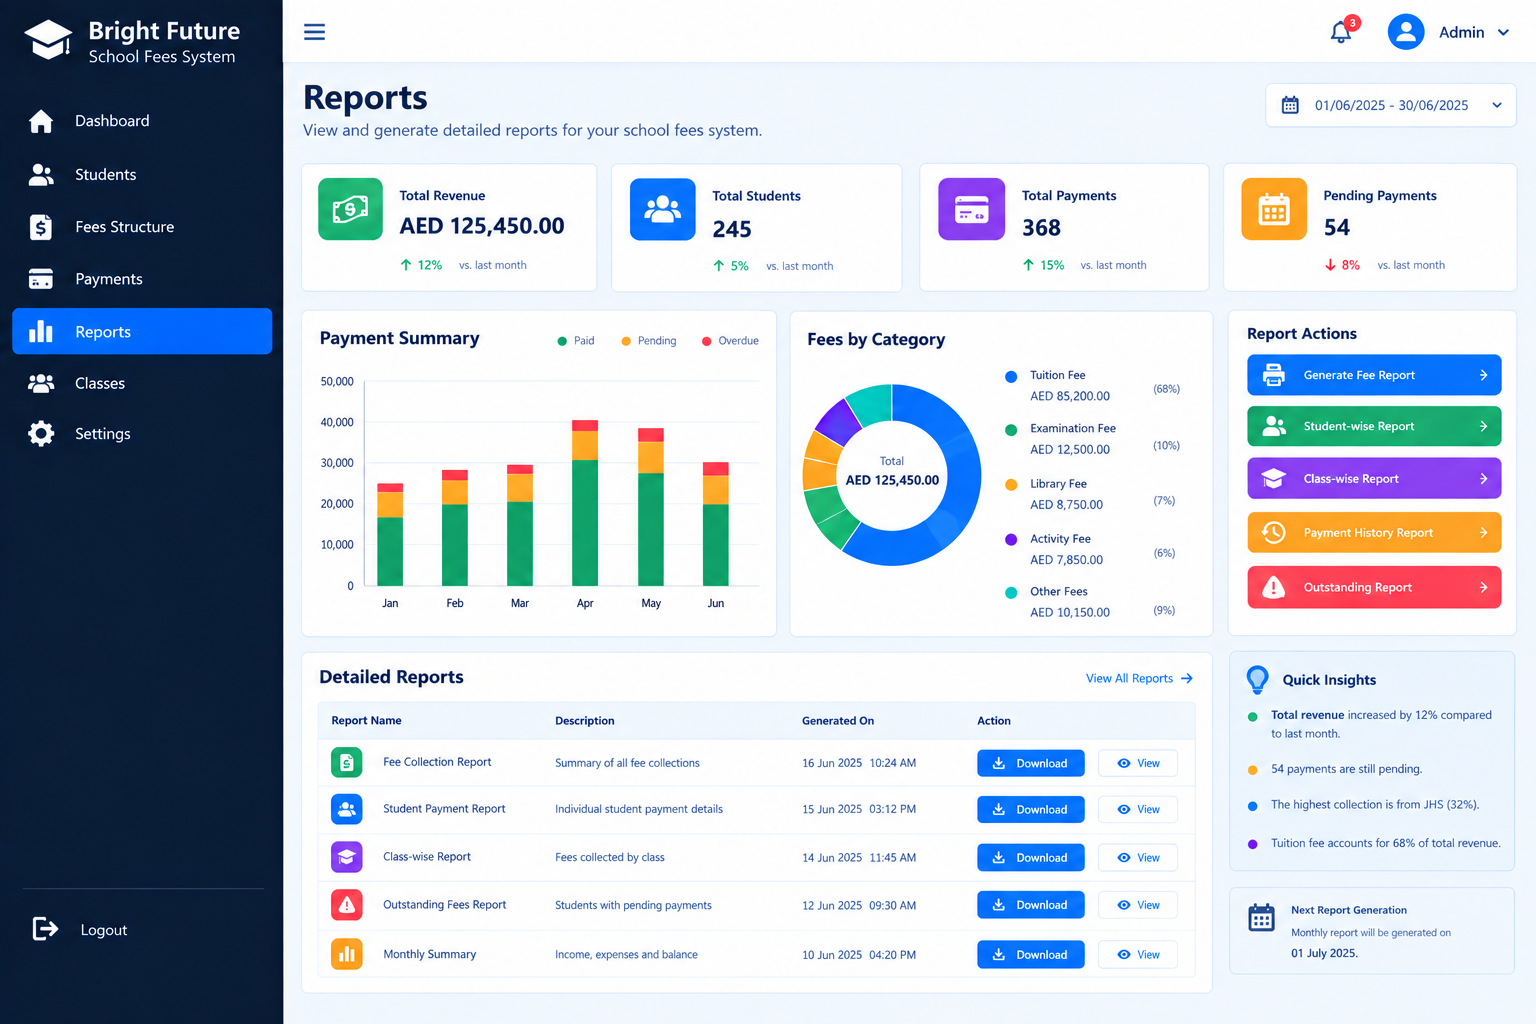 Bright Future
School Fees System
Dashboard
Students
Fees Structure
Payments
Reports
Classes
Settings
Logout
3
Admin
Reports
View and generate detailed reports for your school fees system.
01/06/2025 - 30/06/2025
Total Revenue
AED 125,450.00
12% vs. last month
Total Students
245
5% vs. last month
Total Payments
368
15% vs. last month
Pending Payments
54
8% vs. last month
Payment Summary
Paid Pending Overdue
50,000
40,000
30,000
20,000
10,000
0
Jan Feb Mar Apr May Jun
Fees by Category
Total
AED 125,450.00
Tuition Fee
AED 85,200.00 (68%)
Examination Fee
AED 12,500.00 (10%)
Library Fee
AED 8,750.00 (7%)
Activity Fee
AED 7,850.00 (6%)
Other Fees
AED 10,150.00 (9%)
Report Actions
Generate Fee Report
Student-wise Report
Class-wise Report
Payment History Report
Outstanding Report
Detailed Reports
View All Reports
Report Name Description Generated On Action
Fee Collection Report Summary of all fee collections 16 Jun 2025 10:24 AM Download View
Student Payment Report Individual student payment details 15 Jun 2025 03:12 PM Download View
Class-wise Report Fees collected by class 14 Jun 2025 11:45 AM Download View
Outstanding Fees Report Students with pending payments 12 Jun 2025 09:30 AM Download View
Monthly Summary Income, expenses and balance 10 Jun 2025 04:20 PM Download View
Quick Insights
Total revenue increased by 12% compared
to last month.
54 payments are still pending.
The highest collection is from JHS (32%).
Tuition fee accounts for 68% of total revenue.
Next Report Generation
Monthly report will be generated on
01 July 2025.